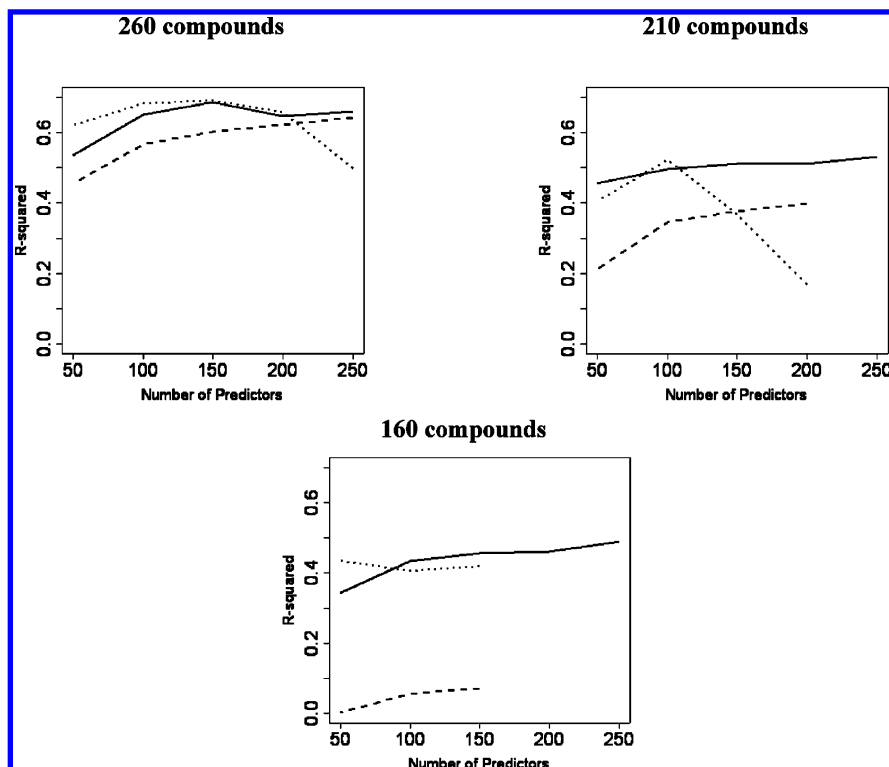 260 compounds
210 compounds
R-squared
0.0 0.2 0.4 0.6
50 100 150 200 250
Number of Predictors
R-squared
0.0 0.2 0.4 0.6
50 100 150 200 250
Number of Predictors
160 compounds
R-squared
0.0 0.2 0.4 0.6
50 100 150 200 250
Number of Predictors